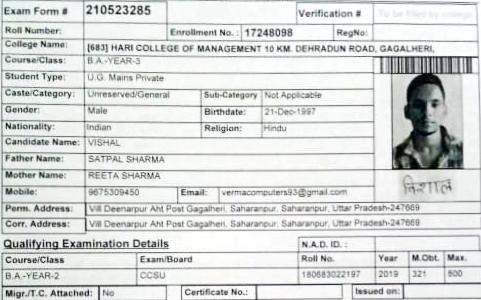 Exam Form # 210523285 Verification # To be filled by college
Roll Number: Enrollment No. : 17248098 RegNo:
College Name: [683] HARI COLLEGE OF MANAGEMENT 10 KM. DEHRADUN ROAD, GAGALHERI,
Course/Class: B.A.-YEAR-3
Student Type: U.G. Mains Private
Caste/Category: Unreserved/General Sub-Category Not Applicable
Gender: Male Birthdate: 21-Dec-1997
Nationality: Indian Religion: Hindu
Candidate Name: VISHAL
Father Name: SATPAL SHARMA
Mother Name: REETA SHARMA
विशाल
Mobile: 9675309450 Email: vermacomputers93@gmail.com
Perm. Address: Vill Deenarpur Aht Post Gagalheri, Saharanpur, Saharanpur, Uttar Pradesh-247669
Corr. Address: Vill Deenarpur Aht Post Gagalheri, Saharanpur, Saharanpur, Uttar Pradesh-247669
Qualifying Examination Details N.A.D. ID. :
Course/Class Exam/Board Roll No. Year M.Obt. Max.
B.A.-YEAR-2 CCSU 180683022197 2019 321 600
Migr./T.C. Attached: No Certificate No.: Issued on: